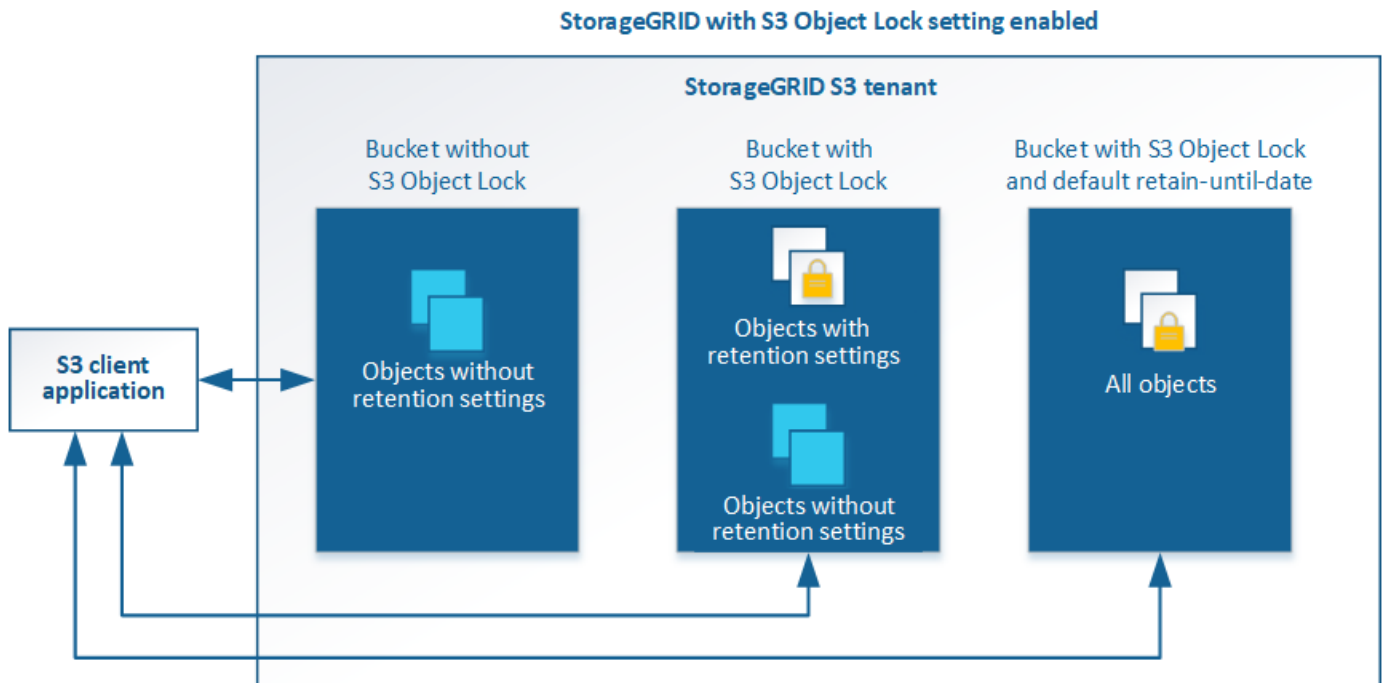 StorageGRID with S3 Object Lock setting enabled
StorageGRID S3 tenant
Bucket without
S3 Object Lock
Bucket with
S3 Object Lock
Bucket with S3 Object Lock
and default retain-until-date
Objects without
retention settings
Objects with
retention settings
Objects without
retention settings
All objects
S3 client
application